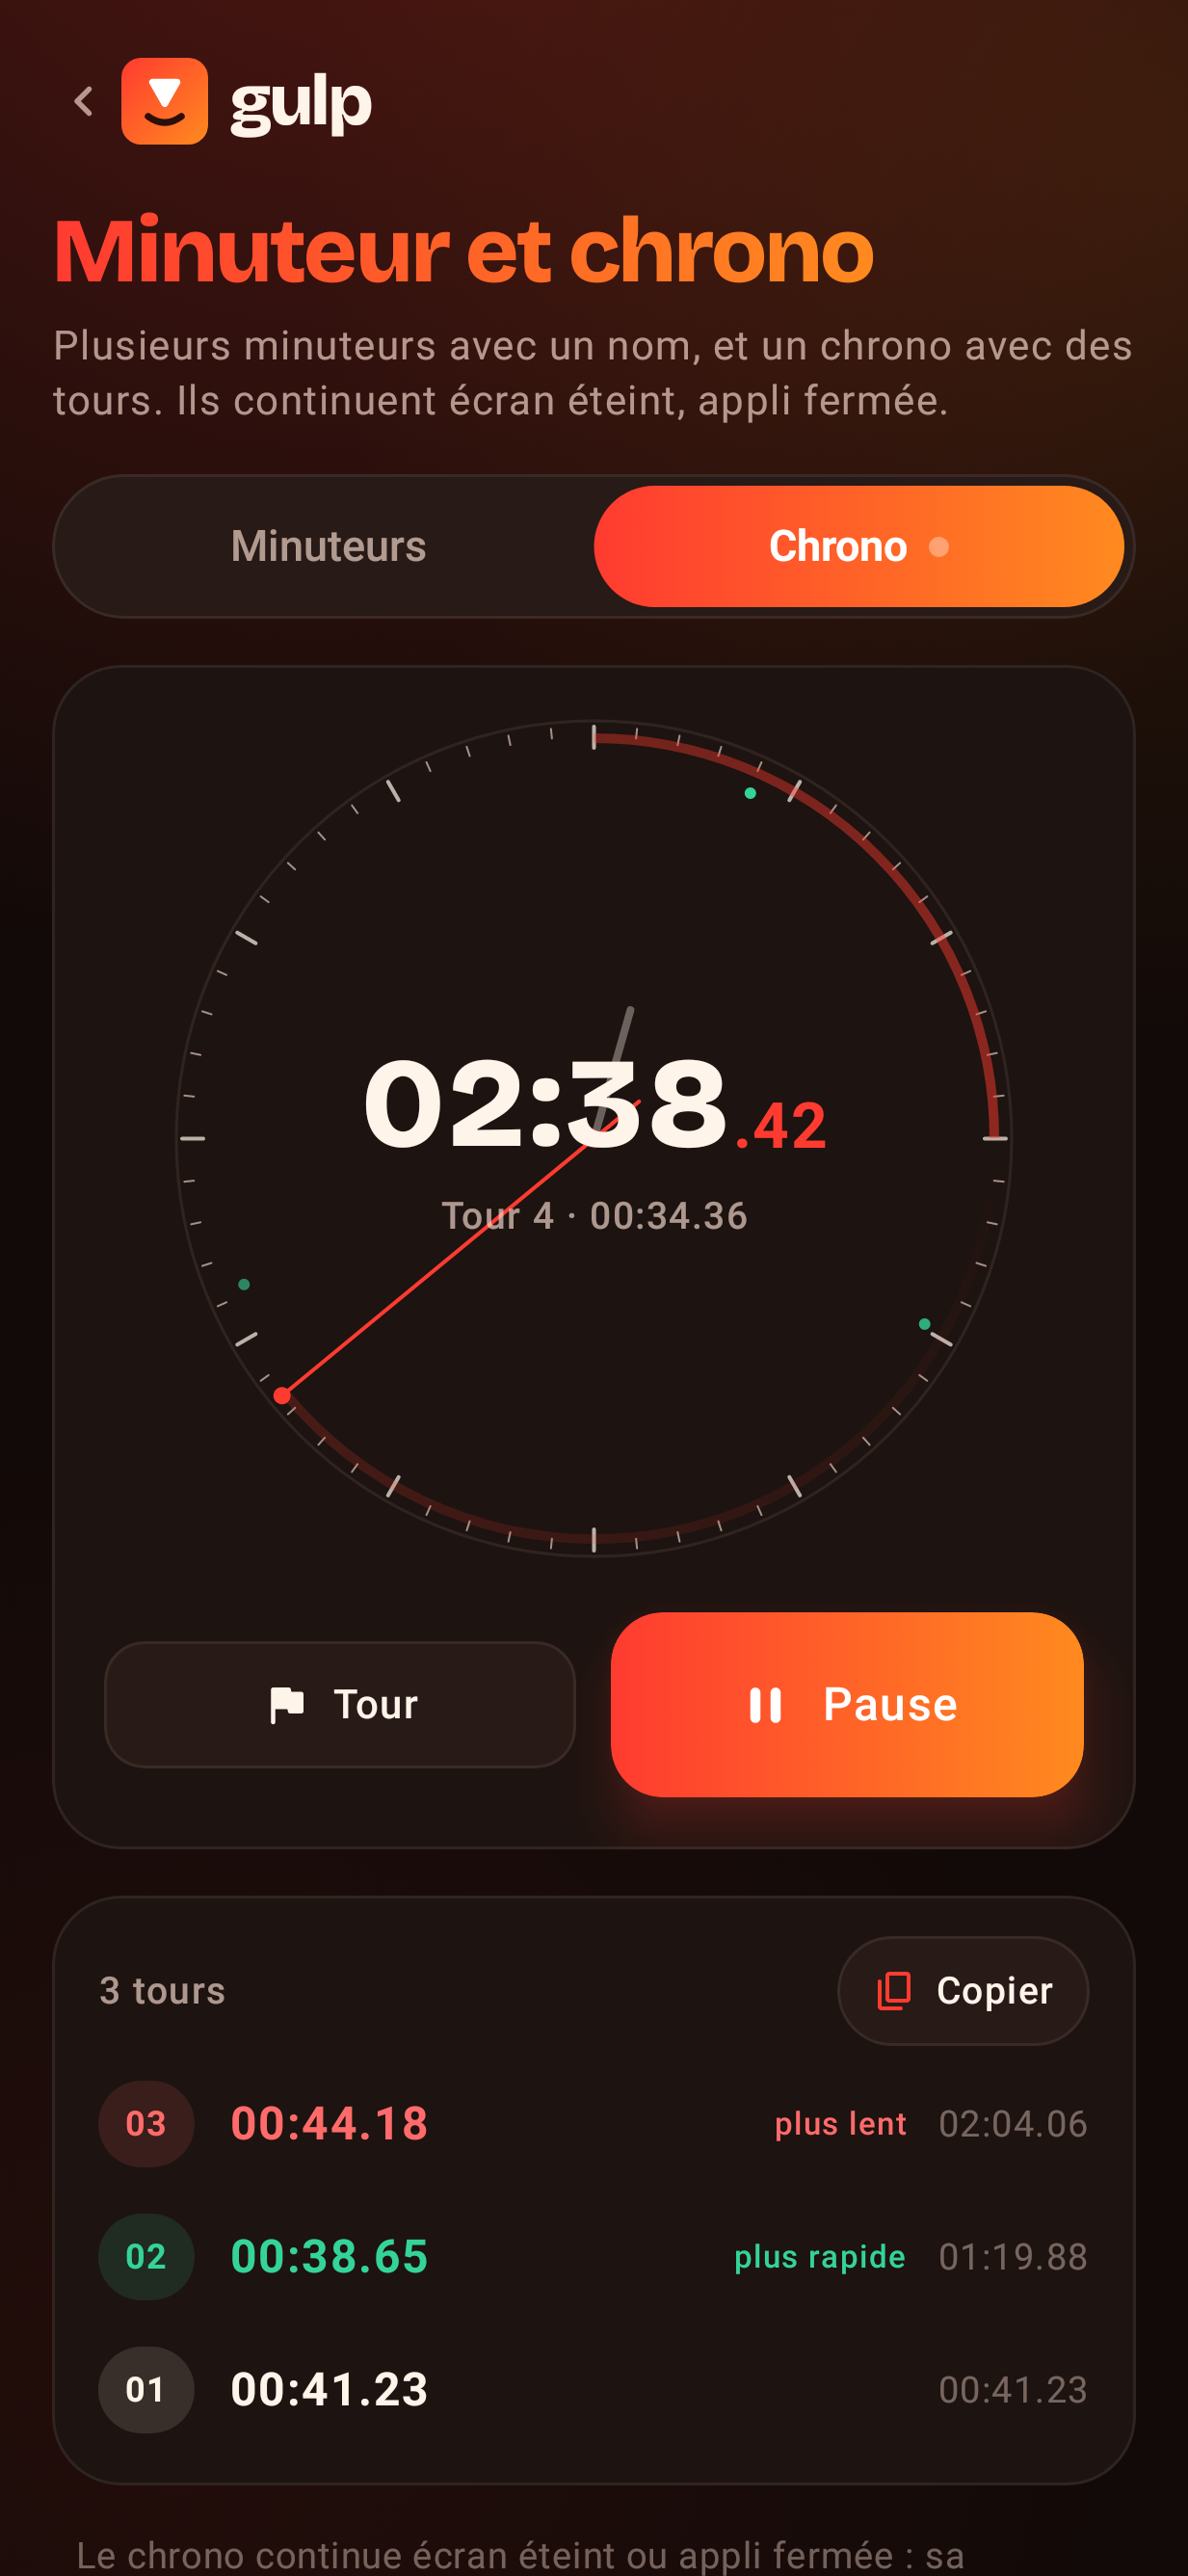 gulp
Minuteur et chrono
Plusieurs minuteurs avec un nom, et un chrono avec des
tours. Ils continuent écran éteint, appli fermée.
Minuteurs
Chrono
02:38.42
Tour 4 · 00:34.36
Tour
Pause
3 tours
Copier
03 00:44.18 plus lent 02:04.06
02 00:38.65 plus rapide 01:19.88
01 00:41.23 00:41.23
Le chrono continue écran éteint ou appli fermée : sa